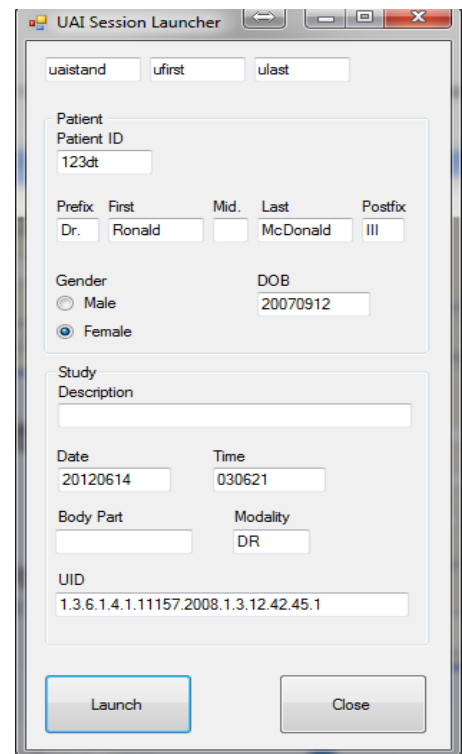 UAI Session Launcher
uaistand ufirst ulast
Patient
Patient ID
123dt
Prefix First Mid. Last Postfix
Dr. Ronald McDonald III
Gender DOB
Male 20070912
Female
Study
Description
Date Time
20120614 030621
Body Part Modality
DR
UID
1.3.6.1.4.1.11157.2008.1.3.12.42.45.1
Launch Close